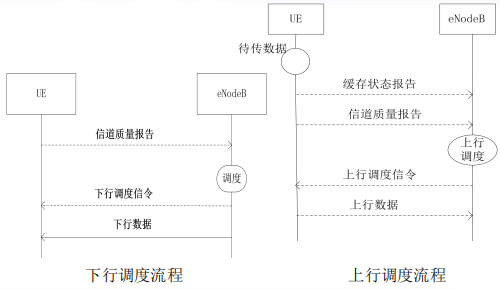 UE
eNodeB
信道质量报告
调度
下行调度信令
下行数据
下行调度流程
UE
eNodeB
待传数据
缓存状态报告
信道质量报告
上行
调度
上行调度信令
上行数据
上行调度流程